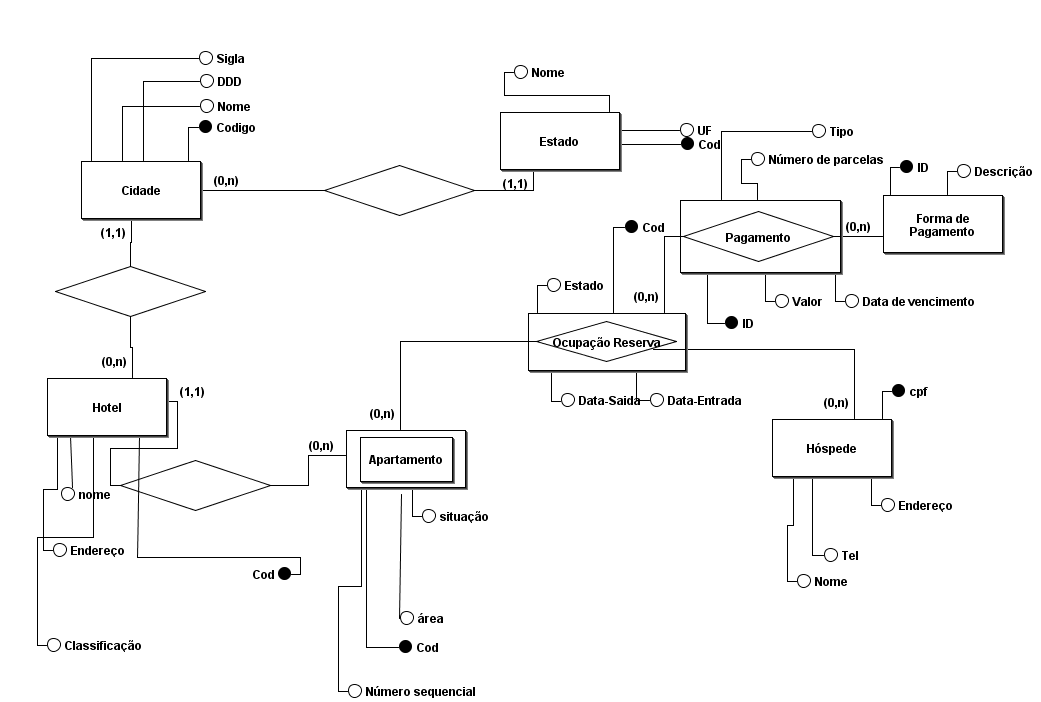 Sigla
DDD
Nome
Codigo
Cidade
(0,n)
(1,1)
Nome
Estado
UF
Cod
(1,1)
Tipo
Número de parcelas
ID
Descrição
Forma de
Pagamento
Pagamento
(0,n)
Cod
Estado
(0,n)
Valor
Data de vencimento
ID
Ocupação Reserva
Data-Saida
Data-Entrada
(0,n)
Hotel
(1,1)
(0,n)
(0,n)
Apartamento
(0,n)
cpf
Hóspede
nome
Endereço
Cod
Classificação
situação
área
Cod
Número sequencial
Endereço
Tel
Nome